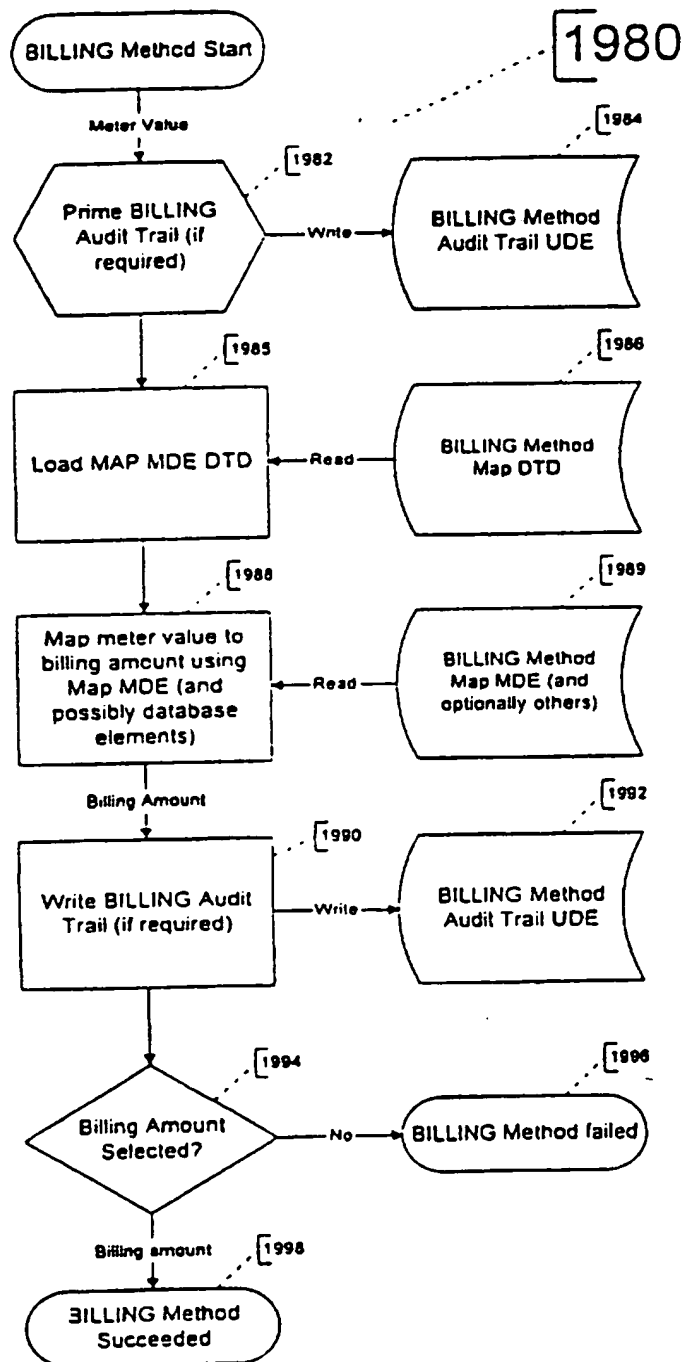 BILLING Method Start
1980
Meter Value
1982
1984
Prime BILLING
Audit Trail (if
required)
Write
BILLING Method
Audit Trail UDE
1985
1986
Load MAP MDE DTD
Read
BILLING Method
Map DTD
1988
1989
Map meter value to
billing amount using
Map MDE (and
possibly database
elements)
Read
BILLING Method
Map MDE (and
optionally others)
Billing Amount
1990
1992
Write BILLING Audit
Trail (if required)
Write
BILLING Method
Audit Trail UDE
1994
1996
Billing Amount
Selected?
No
BILLING Method failed
Billing amount
1998
BILLING Method
Succeeded